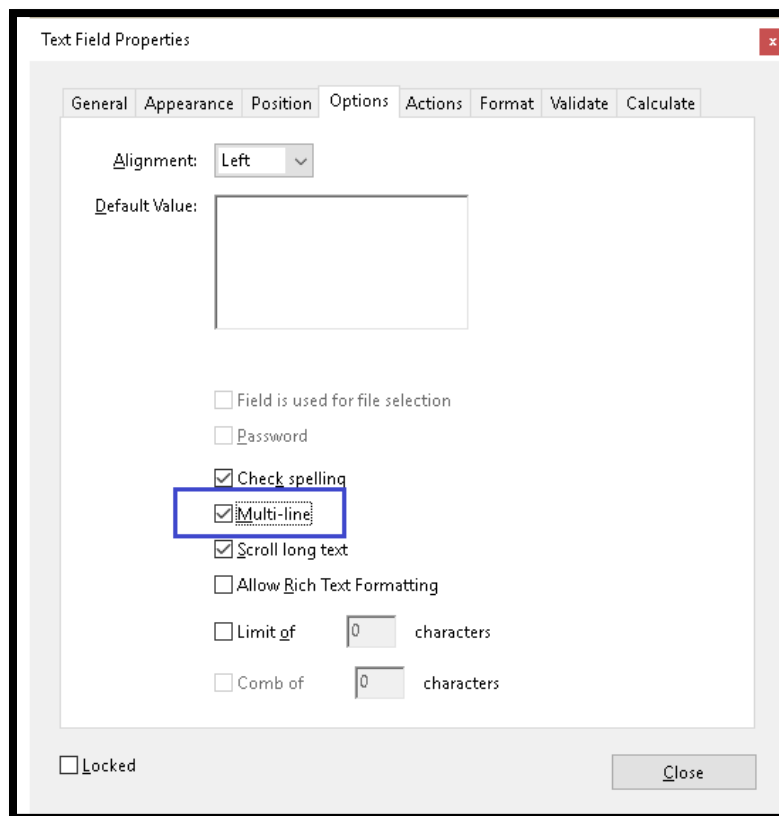 Text Field Properties
x
General Appearance Position Options Actions Format Validate Calculate
Alignment: Left
Default Value:
Field is used for file selection
Password
Check spelling
Multi-line
Scroll long text
Allow Rich Text Formatting
Limit of 0 characters
Comb of 0 characters
Locked
Close